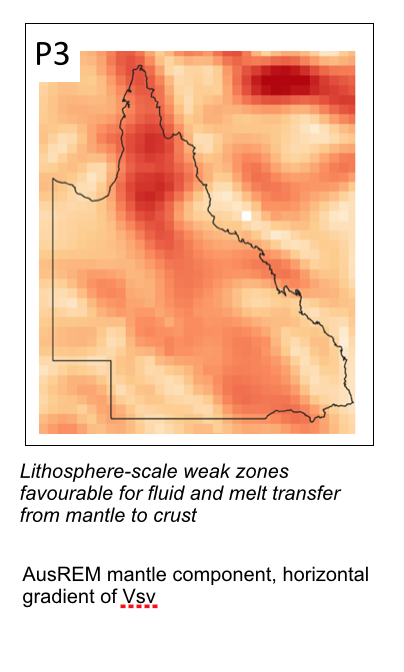 P3
Lithosphere-scale weak zones
favourable for fluid and melt transfer
from mantle to crust
AusREM mantle component, horizontal
gradient of Vsv